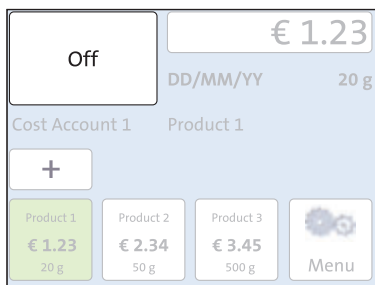 Off
€ 1.23
DD/MM/YY 20 g
Cost Account 1 Product 1
+
Product 1 Product 2 Product 3
€ 1.23 € 2.34 € 3.45 Menu
20 g 50 g 500 g